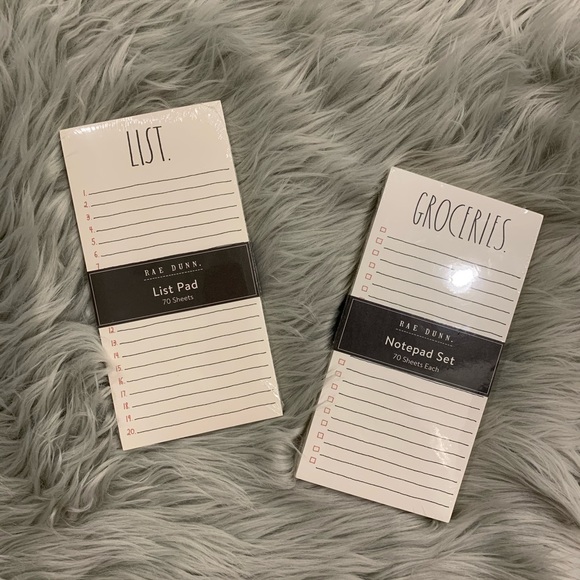 LIST.
1.
2.
3.
4.
5.
6.
7.
RAE DUNN.
List Pad
70 Sheets
12.
13.
14.
15.
16.
17.
18.
19.
20.
GROCERIES.
RAE DUNN.
Notepad Set
70 Sheets Each